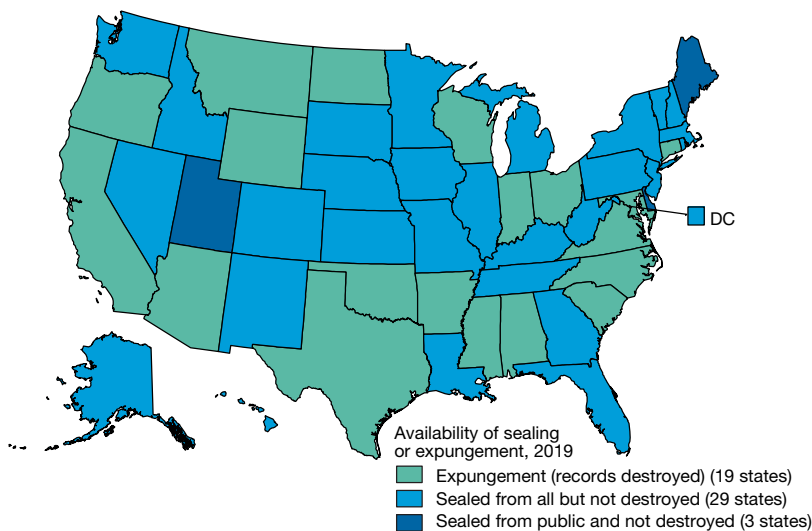 DC
Availability of sealing
or expungement, 2019
Expungement (records destroyed) (19 states)
Sealed from all but not destroyed (29 states)
Sealed from public and not destroyed (3 states)